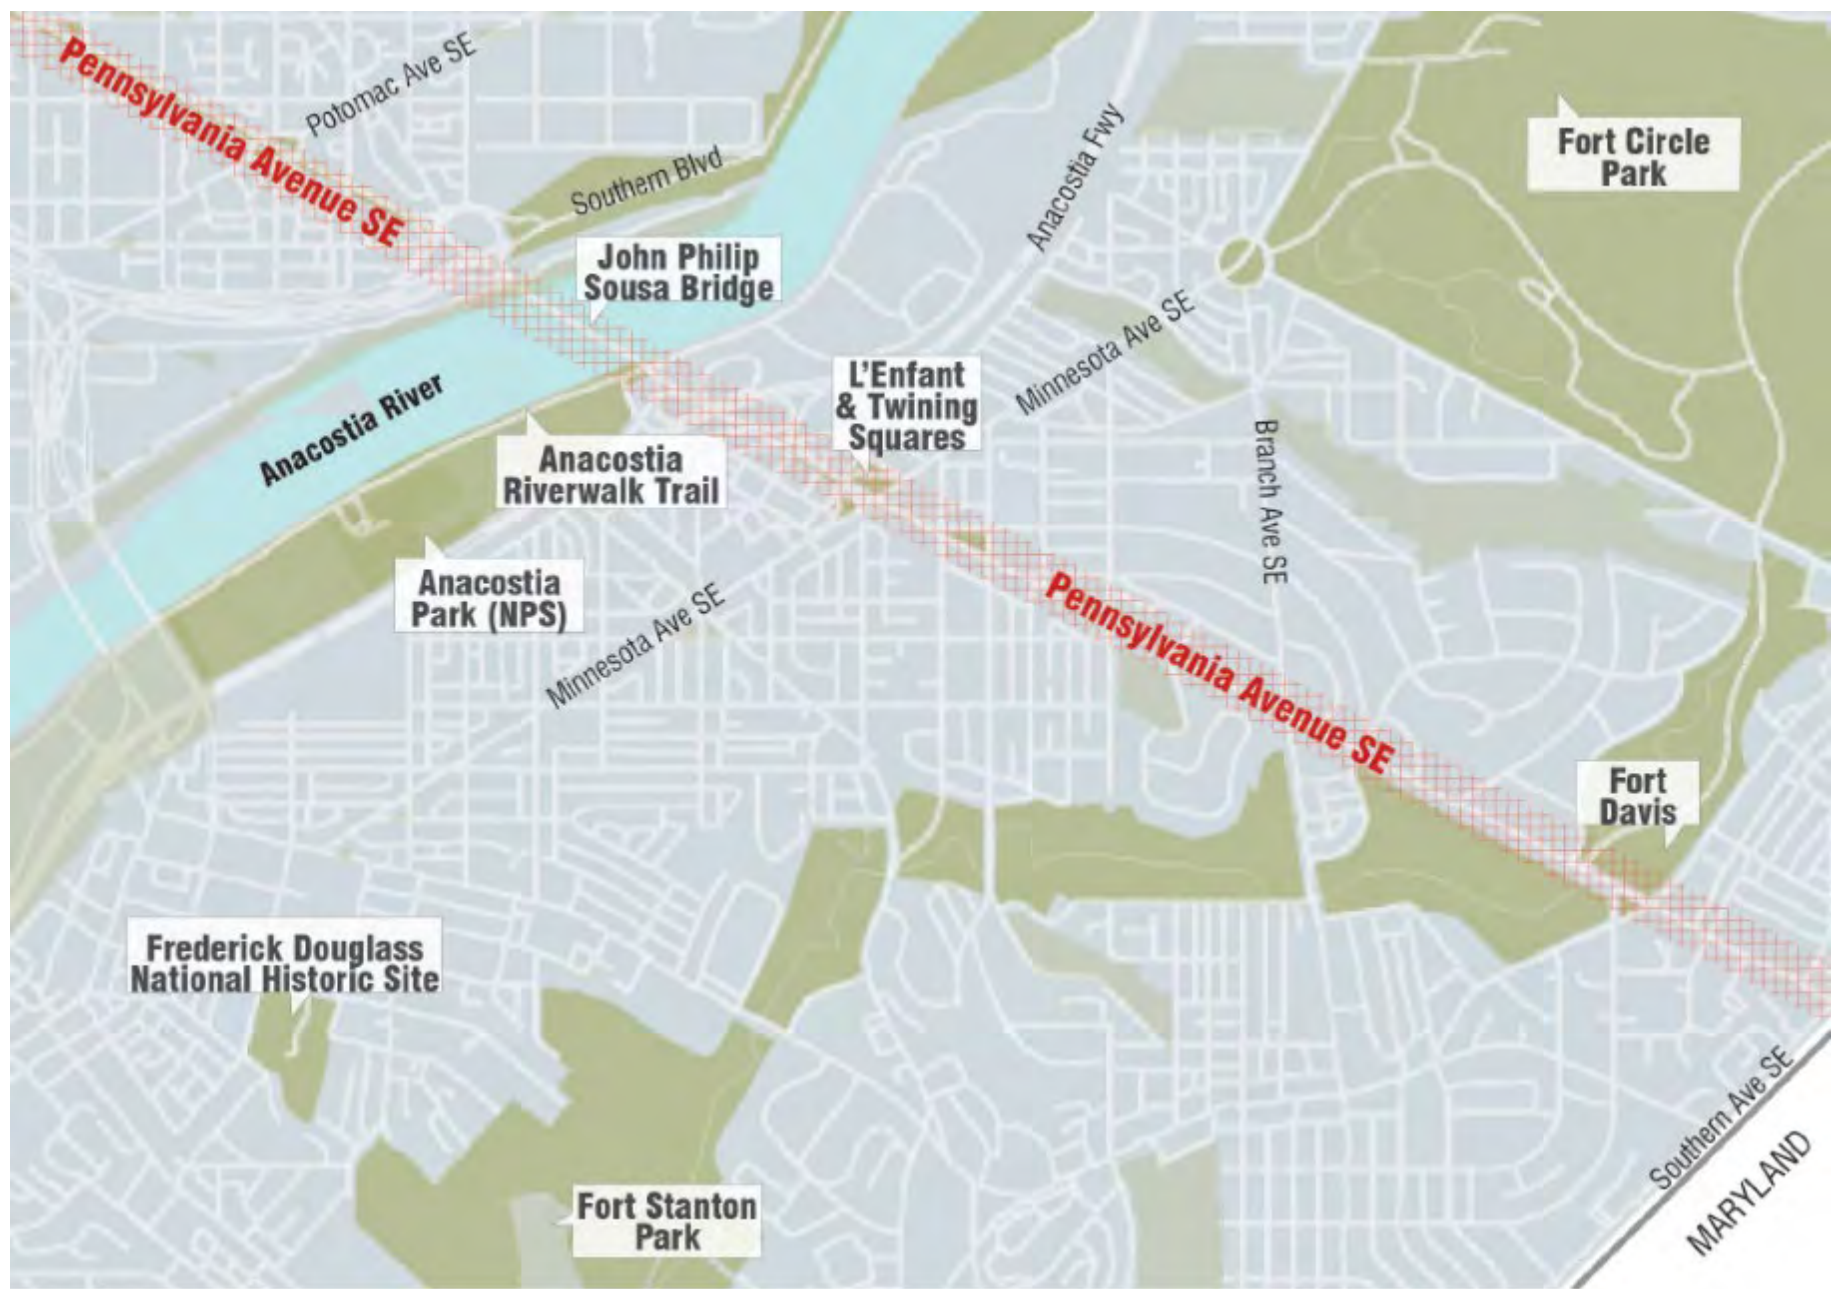 Pennsylvania Avenue SE
Potomac Ave SE
Southern Blvd
Anacostia Fwy
Fort Circle
Park
John Philip
Sousa Bridge
Minnesota Ave SE
L'Enfant
& Twining
Squares
Anacostia River
Anacostia
Riverwalk Trail
Branch Ave SE
Anacostia
Park (NPS)
Minnesota Ave SE
Pennsylvania Avenue SE
Fort
Davis
Frederick Douglass
National Historic Site
Fort Stanton
Park
Southern Ave SE
MARYLAND